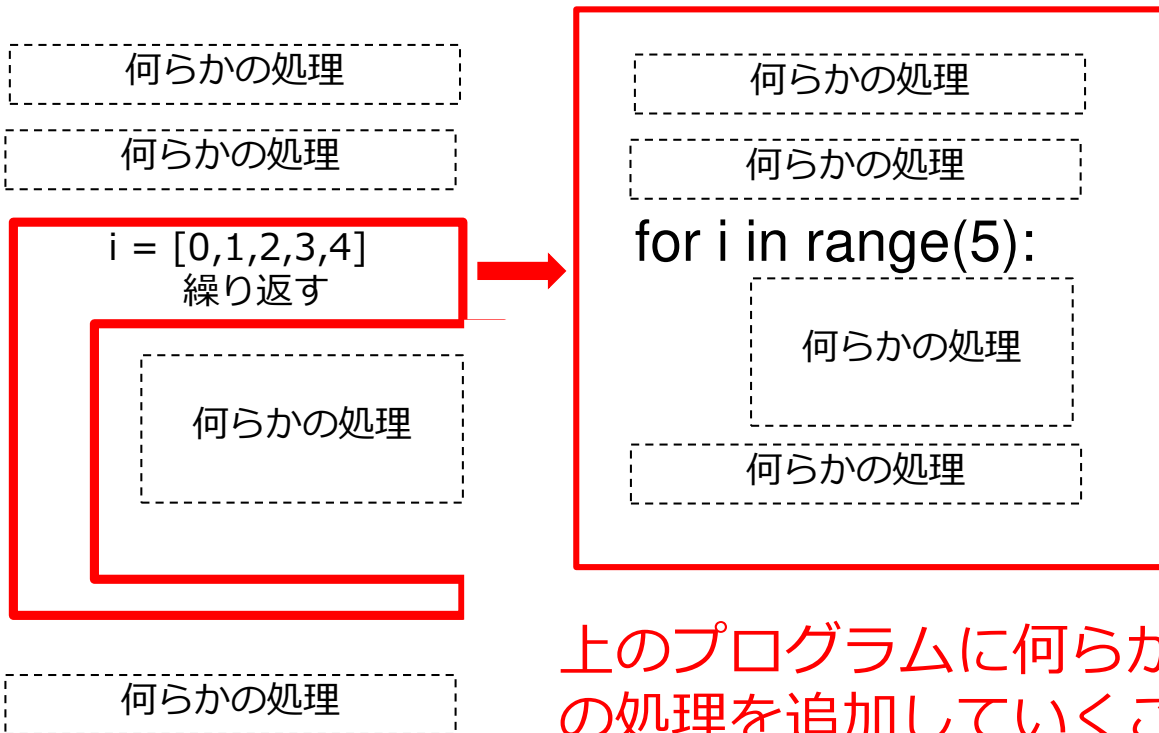 何らかの処理
何らかの処理
i = [0,1,2,3,4]
繰り返す
何らかの処理
何らかの処理
何らかの処理
何らかの処理
for i in range(5):
何らかの処理
何らかの処理
上のプログラムに何らか
の処理を追加していくこ